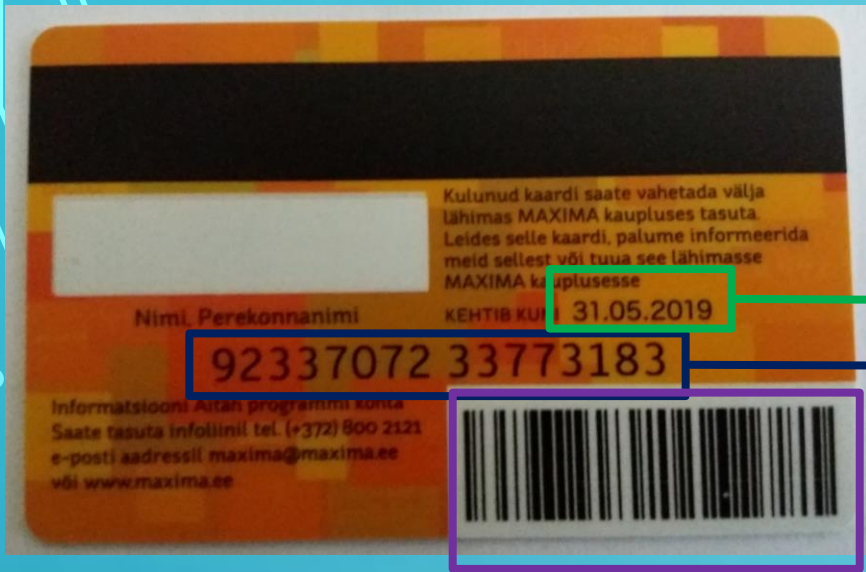 Kulunud kaardi saate vahetada välja
lähimas MAXIMA kaupluses tasuta.
Leides selle kaardi, palume informeerida
meid sellest või tuua see lähimasse
MAXIMA kauplusesse
Nimi, Perekonnanimi
KEHTIB KUNI 31.05.2019
92337072 33773183
Informatsiooni Aitäh programmi kohta
Saate tasuta infoliinil tel. (+372) 800 2121
e-posti aadressil maxima@maxima.ee
või www.maxima.ee